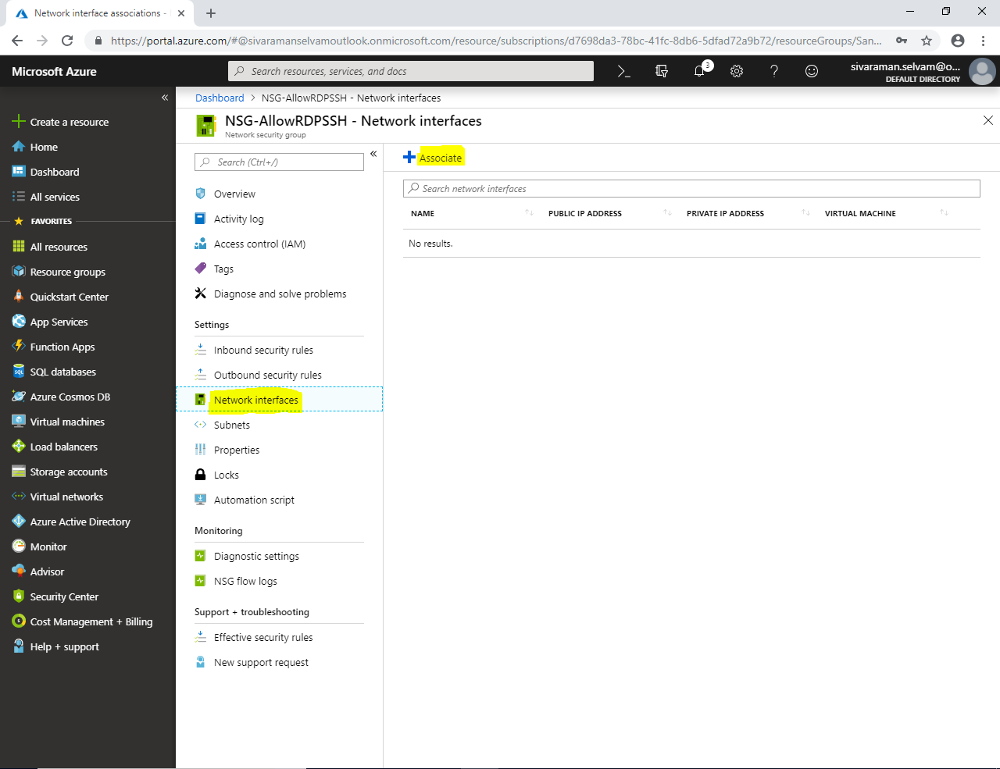 Network interface associations -
https://portal.azure.com/#@sivaramanselvamoutlook.onmicrosoft.com/resource/subscriptions/d7698da3-78bc-41fc-8db6-5dfad72a9b72/resourceGroups/San...
Microsoft Azure
Search resources, services, and docs
3
sivaraman.selvam@o...
DEFAULT DIRECTORY
Create a resource
Home
Dashboard
All services
FAVORITES
All resources
Resource groups
Quickstart Center
App Services
Function Apps
SQL databases
Azure Cosmos DB
Virtual machines
Load balancers
Storage accounts
Virtual networks
Azure Active Directory
Monitor
Advisor
Security Center
Cost Management + Billing
Help + support
Dashboard > NSG-AllowRDPSSH - Network interfaces
NSG-AllowRDPSSH - Network interfaces
Network security group
Search (Ctrl+/)
Overview
Activity log
Access control (IAM)
Tags
Diagnose and solve problems
Settings
Inbound security rules
Outbound security rules
Network interfaces
Subnets
Properties
Locks
Automation script
Monitoring
Diagnostic settings
NSG flow logs
Support + troubleshooting
Effective security rules
New support request
Associate
Search network interfaces
NAME PUBLIC IP ADDRESS PRIVATE IP ADDRESS VIRTUAL MACHINE
No results.